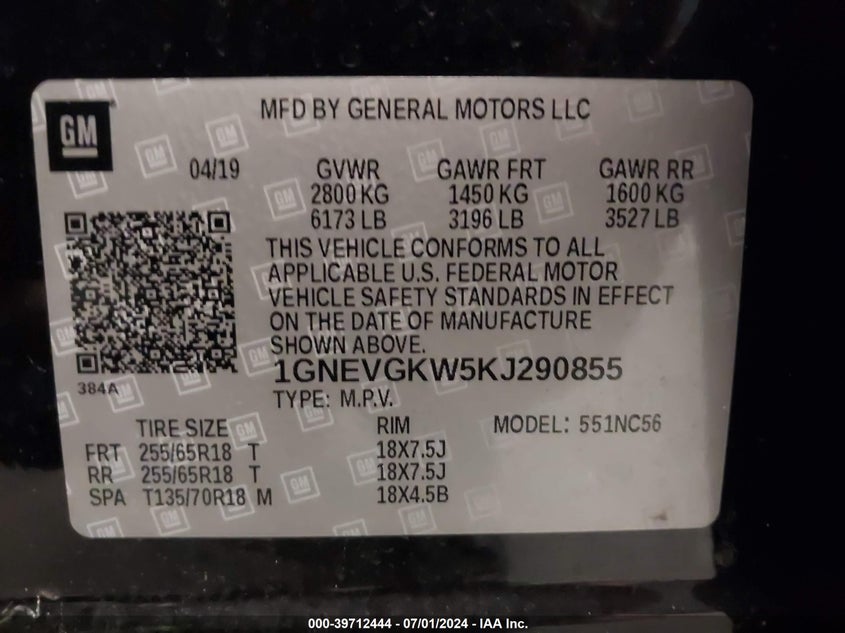 GM
MFD BY GENERAL MOTORS LLC
04/19 GVWR GAWR FRT GAWR RR
2800 KG 1450 KG 1600 KG
6173 LB 3196 LB 3527 LB
THIS VEHICLE CONFORMS TO ALL
APPLICABLE U.S. FEDERAL MOTOR
VEHICLE SAFETY STANDARDS IN EFFECT
ON THE DATE OF MANUFACTURE
SHOWN ABOVE.
1GNEVGKW5KJ290855
384A
TYPE: M.P.V.
TIRE SIZE RIM MODEL: 551NC56
FRT 255/65R18 T 18X7.5J
RR 255/65R18 T 18X7.5J
SPA T135/70R18 M 18X4.5B
000-39712444 / 07/01/2024 - IAA Inc.